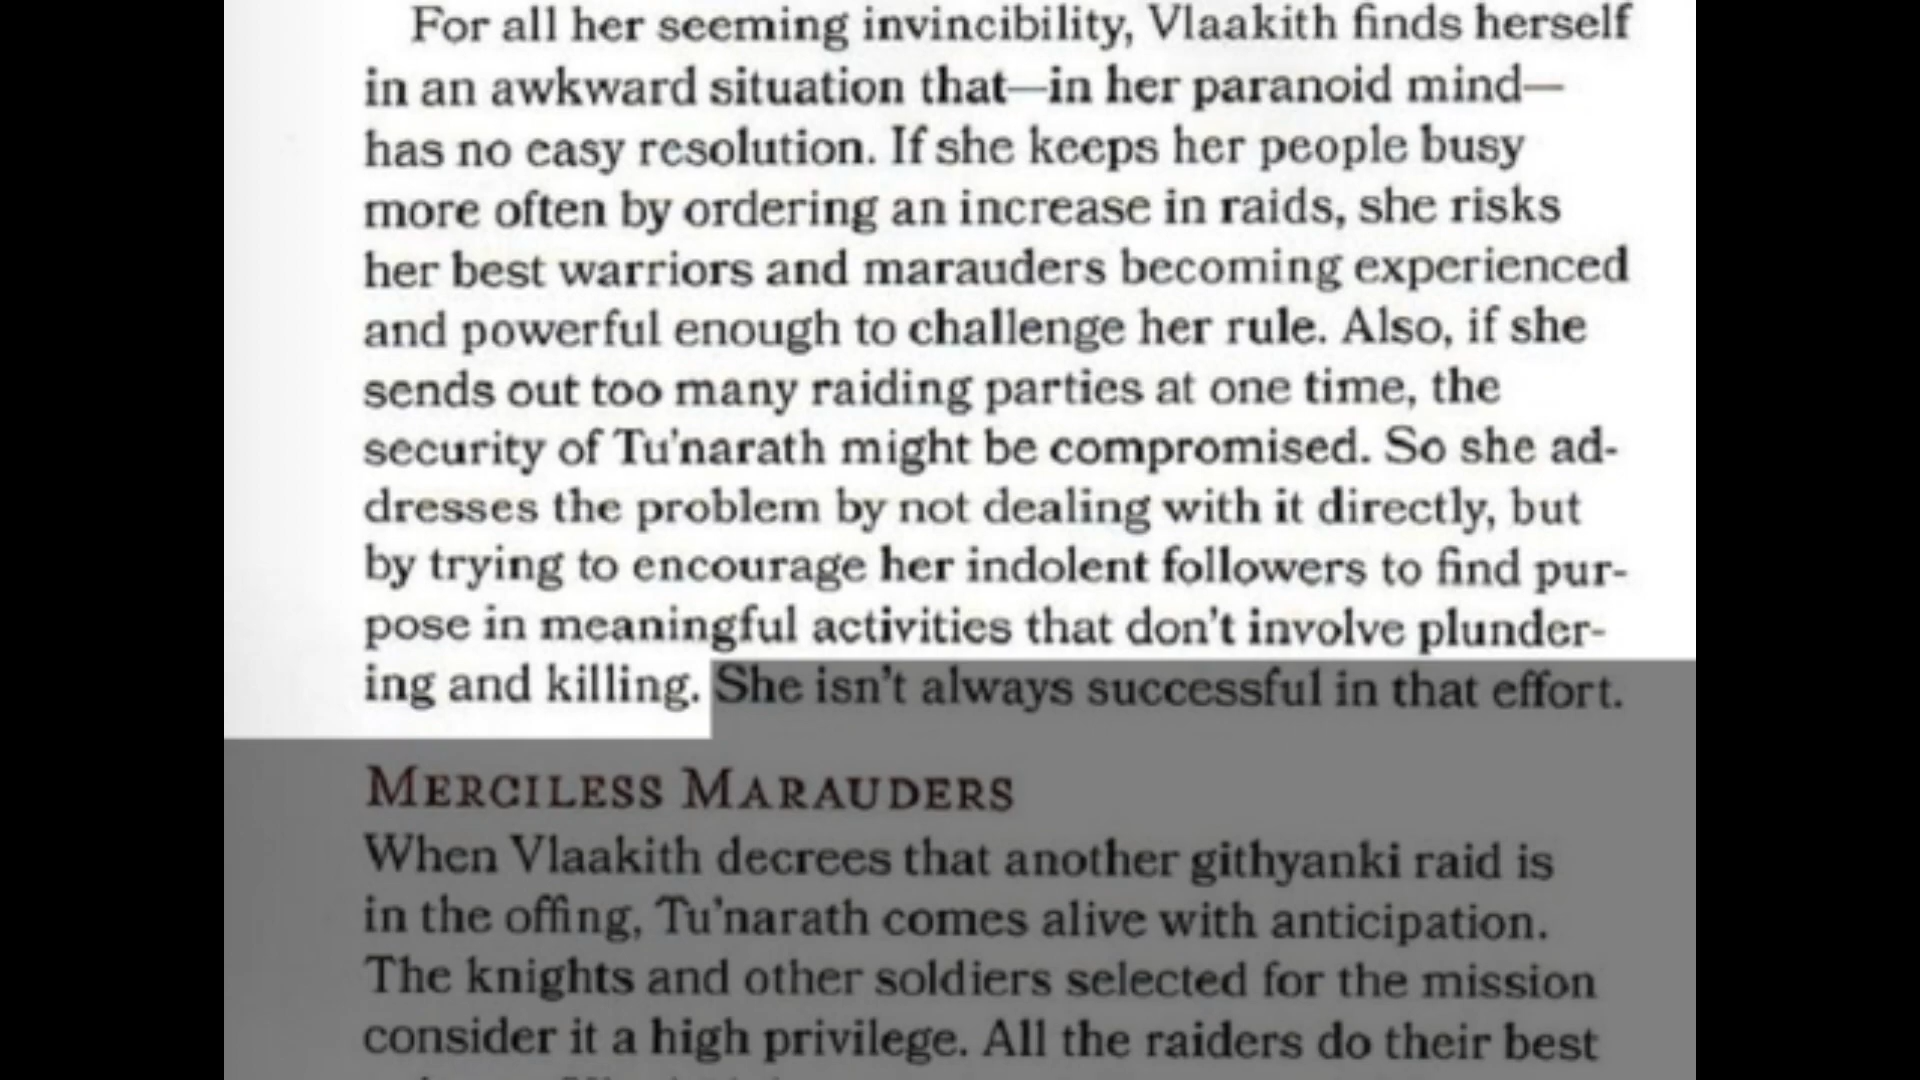 For all her seeming invincibility, Vlaakith finds herself
in an awkward situation that—in her paranoid mind—
has no easy resolution. If she keeps her people busy
more often by ordering an increase in raids, she risks
her best warriors and marauders becoming experienced
and powerful enough to challenge her rule. Also, if she
sends out too many raiding parties at one time, the
security of Tu'narath might be compromised. So she ad-
dresses the problem by not dealing with it directly, but
by trying to encourage her indolent followers to find pur-
pose in meaningful activities that don't involve plunder-
ing and killing. She isn't always successful in that effort.
MERCILESS MARAUDERS
When Vlaakith decrees that another githyanki raid is
in the offing, Tu'narath comes alive with anticipation.
The knights and other soldiers selected for the mission
consider it a high privilege. All the raiders do their best